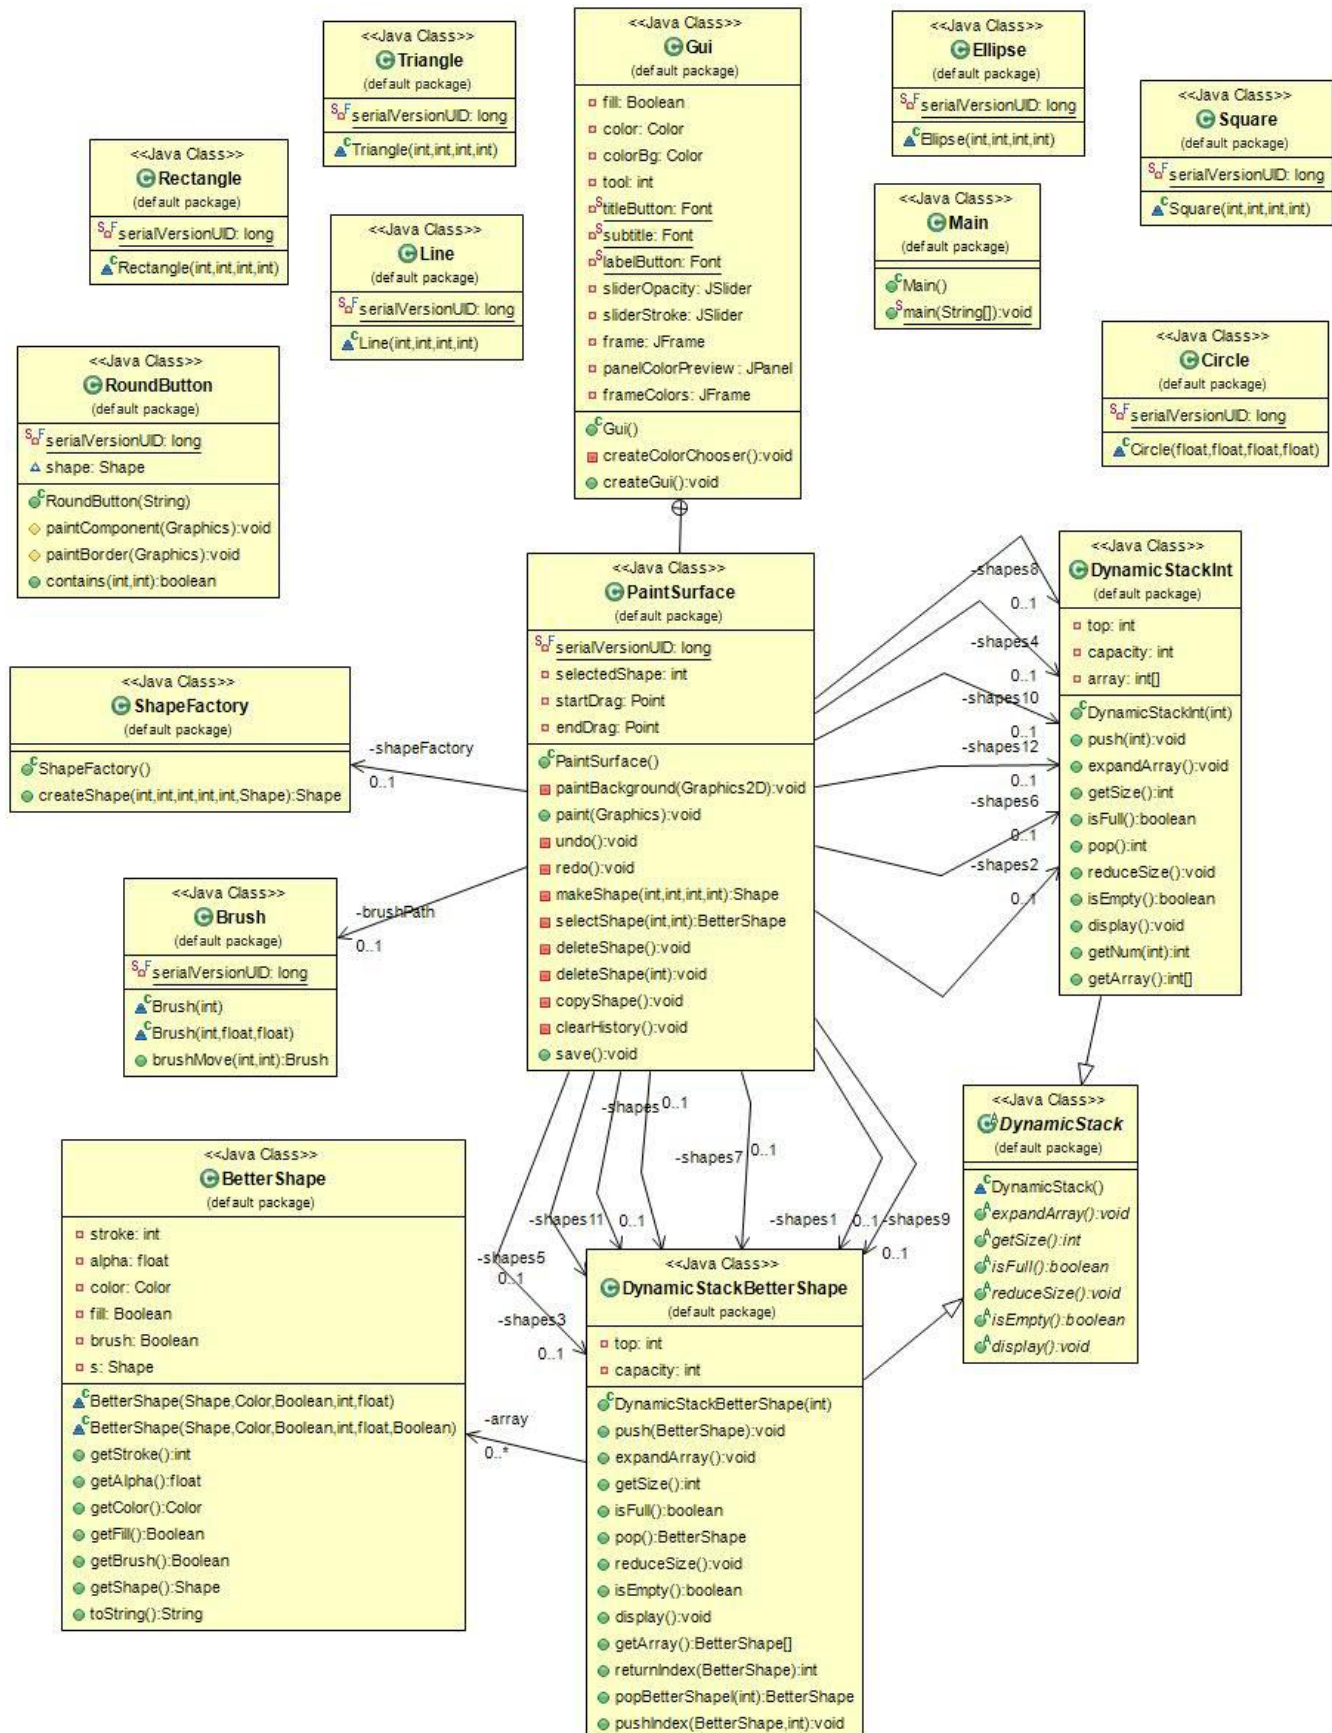 <<Java Class>>
Triangle
(default package)
serialVersionUID: long
Triangle(int,int,int,int)
<<Java Class>>
Gui
(default package)
fill: Boolean
color: Color
colorBg: Color
tool: int
titleButton: Font
subtitle: Font
labelButton: Font
sliderOpacity: JSlider
sliderStroke: JSlider
frame: JFrame
panelColorPreview: JPanel
frameColors: JFrame
Gui()
createColorChooser():void
createGui():void
<<Java Class>>
Ellipse
(default package)
serialVersionUID: long
Ellipse(int,int,int,int)
<<Java Class>>
Square
(default package)
serialVersionUID: long
Square(int,int,int,int)
<<Java Class>>
Rectangle
(default package)
serialVersionUID: long
Rectangle(int,int,int,int)
<<Java Class>>
Line
(default package)
serialVersionUID: long
Line(int,int,int,int)
<<Java Class>>
Main
(default package)
Main()
main(String[]):void
<<Java Class>>
Circle
(default package)
serialVersionUID: long
Circle(float,float,float,float)
<<Java Class>>
RoundButton
(default package)
serialVersionUID: long
shape: Shape
RoundButton(String)
paintComponent(Graphics):void
paintBorder(Graphics):void
contains(int,int):boolean
<<Java Class>>
PaintSurface
(default package)
serialVersionUID: long
selectedShape: int
startDrag: Point
endDrag: Point
PaintSurface()
paintBackground(Graphics2D):void
paint(Graphics):void
undo():void
redo():void
makeShape(int,int,int,int):Shape
selectShape(int,int):BetterShape
deleteShape():void
deleteShape(int):void
copyShape():void
clearHistory():void
save():void
-shapes8
0..1
-shapes4
0..1
-shapes10
0..1
-shapes12
0..1
-shapes6
0..1
-shapes2
0..1
<<Java Class>>
DynamicStackInt
(default package)
top: int
capacity: int
array: int[]
DynamicStackInt(int)
push(int):void
expandArray():void
getSize():int
isFull():boolean
pop():int
reduceSize():void
isEmpty():boolean
display():void
getNum(int):int
getArray():int[]
<<Java Class>>
ShapeFactory
(default package)
ShapeFactory()
createShape(int,int,int,int,int,Shape):Shape
-shapeFactory
0..1
<<Java Class>>
Brush
(default package)
serialVersionUID: long
Brush(int)
Brush(int,float,float)
brushMove(int,int):Brush
-brushPath
0..1
<<Java Class>>
DynamicStack
(default package)
DynamicStack()
expandArray():void
getSize():int
isFull():boolean
reduceSize():void
isEmpty():boolean
display():void
-shapes
0..1
-shapes7
0..1
-shapes11
0..1
-shapes1
0..1
-shapes9
0..1
-shapes5
0..1
-shapes3
0..1
<<Java Class>>
BetterShape
(default package)
stroke: int
alpha: float
color: Color
fill: Boolean
brush: Boolean
s: Shape
BetterShape(Shape,Color,Boolean,int,float)
BetterShape(Shape,Color,Boolean,int,float,Boolean)
getStroke():int
getAlpha():float
getColor():Color
getFill():Boolean
getBrush():Boolean
getShape():Shape
toString():String
-array
0..*
<<Java Class>>
DynamicStackBetterShape
(default package)
top: int
capacity: int
DynamicStackBetterShape(int)
push(BetterShape):void
expandArray():void
getSize():int
isFull():boolean
pop():BetterShape
reduceSize():void
isEmpty():boolean
display():void
getArray():BetterShape[]
returnIndex(BetterShape):int
popBetterShapeI(int):BetterShape
pushIndex(BetterShape,int):void